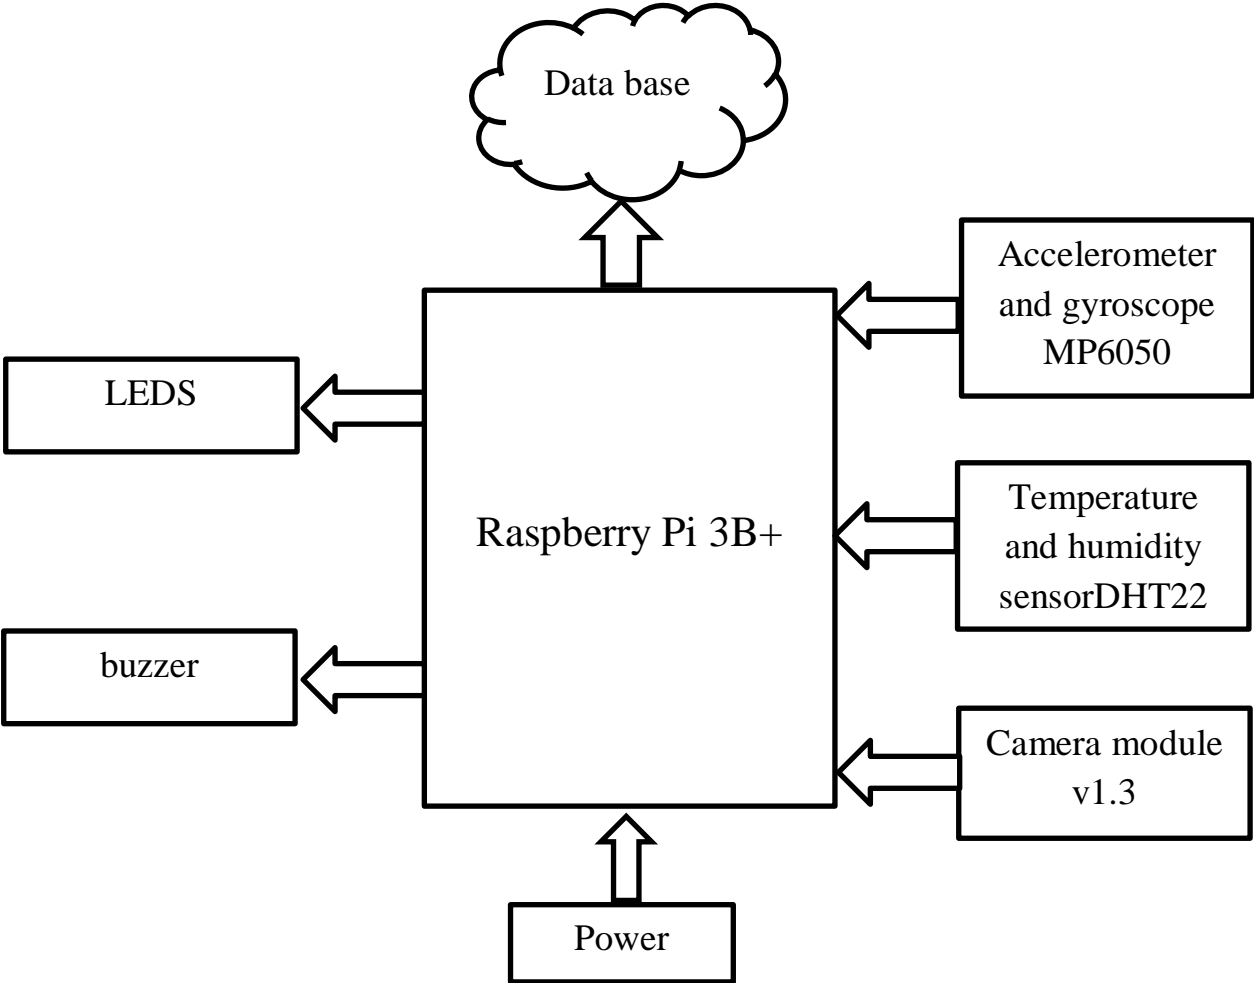 Data base
Accelerometer
and gyroscope
MP6050
LEDS
Temperature
and humidity
sensorDHT22
Raspberry Pi 3B+
buzzer
Camera module
v1.3
Power